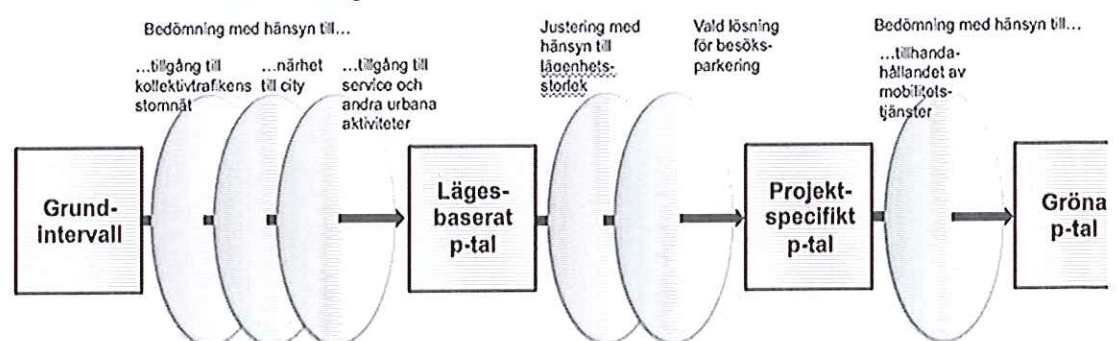 Bedömning med hänsyn till...
...tillgång till
kollektivtrafikens
stomnät
...närhet
till city
...tillgång till
service och
andra urbana
aktiviteter
Justering med
hänsyn till
lägenhets-
storlek
Vald lösning
för besöks-
parkering
Bedömning med hänsyn till...
...tillhanda-
hållandet av
mobilitets-
tjänster
Grund-
intervall
Läges-
baserat
p-tal
Projekt-
specifikt
p-tal
Gröna
p-tal